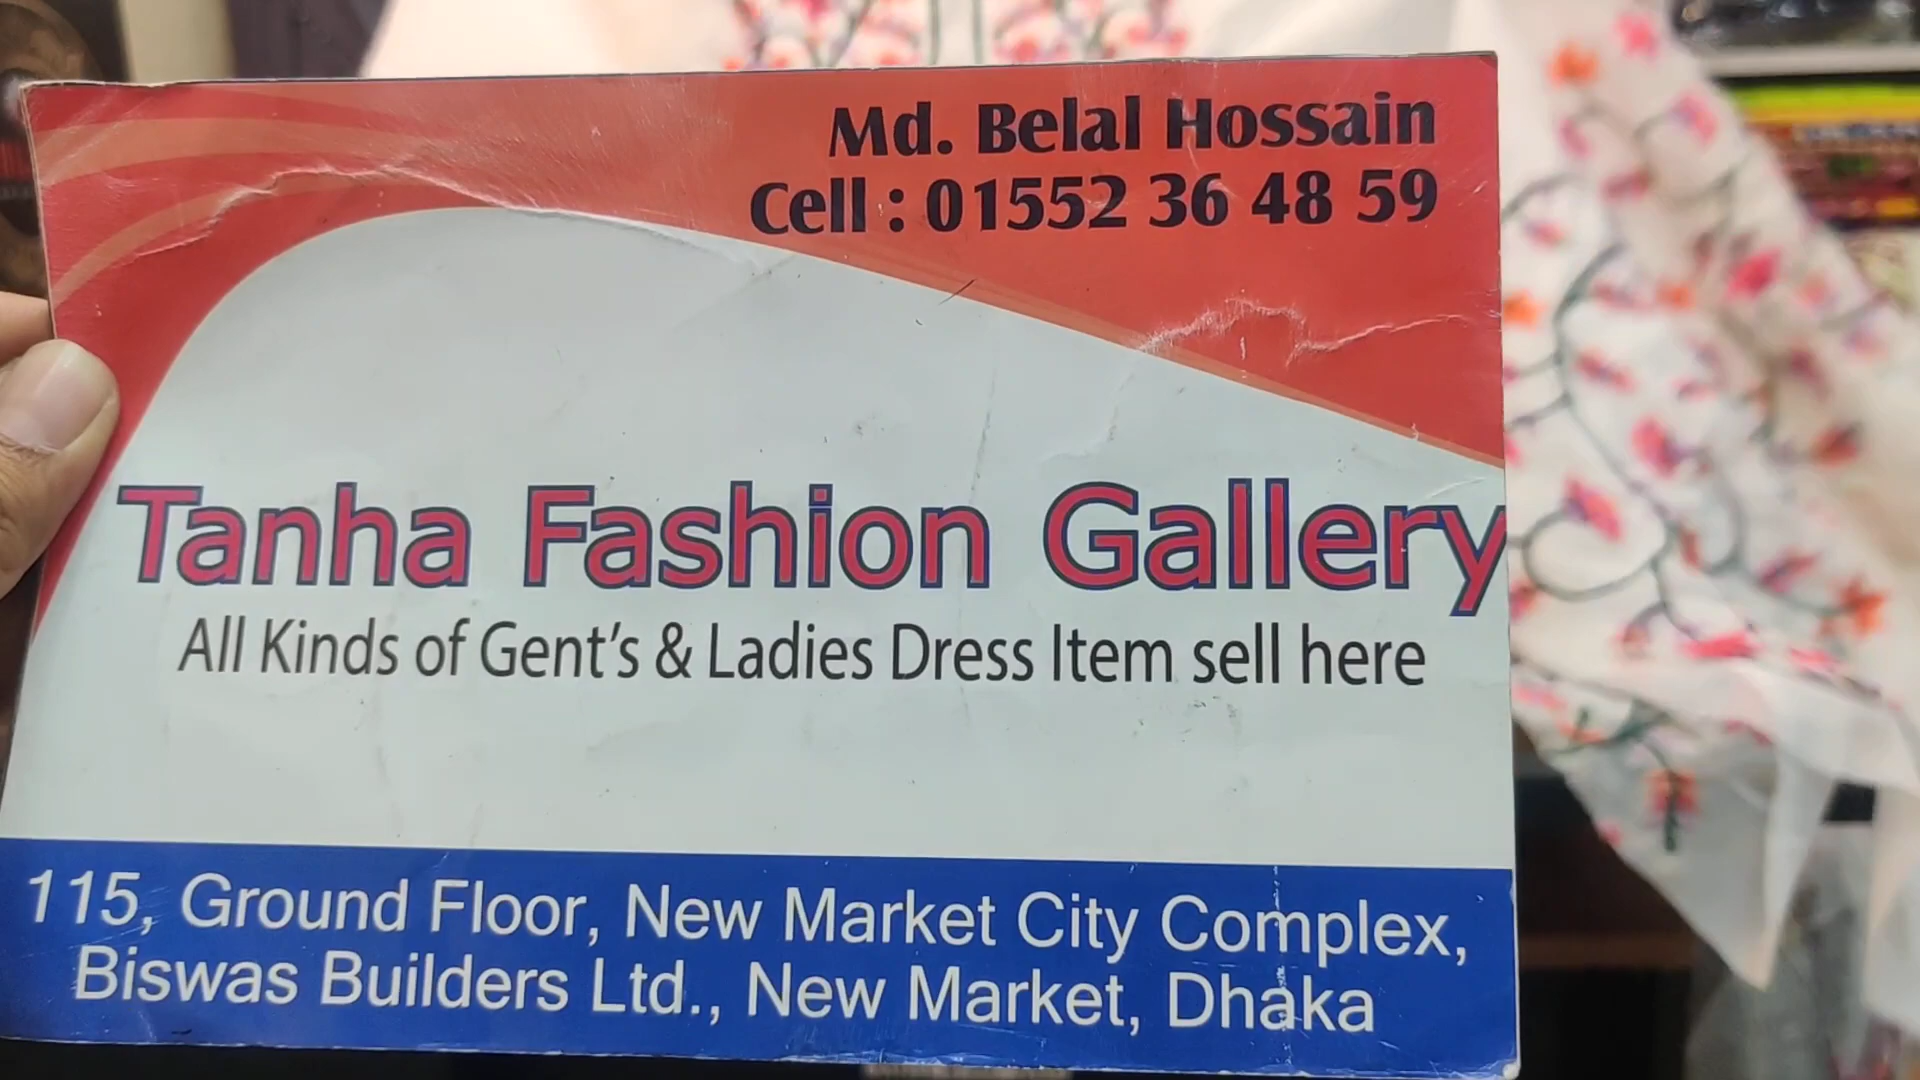 Md. Belal Hossain
Cell : 01552 36 48 59
Tanha Fashion Gallery
All Kinds of Gent's & Ladies Dress Item sell here
115, Ground Floor, New Market City Complex,
Biswas Builders Ltd., New Market, Dhaka